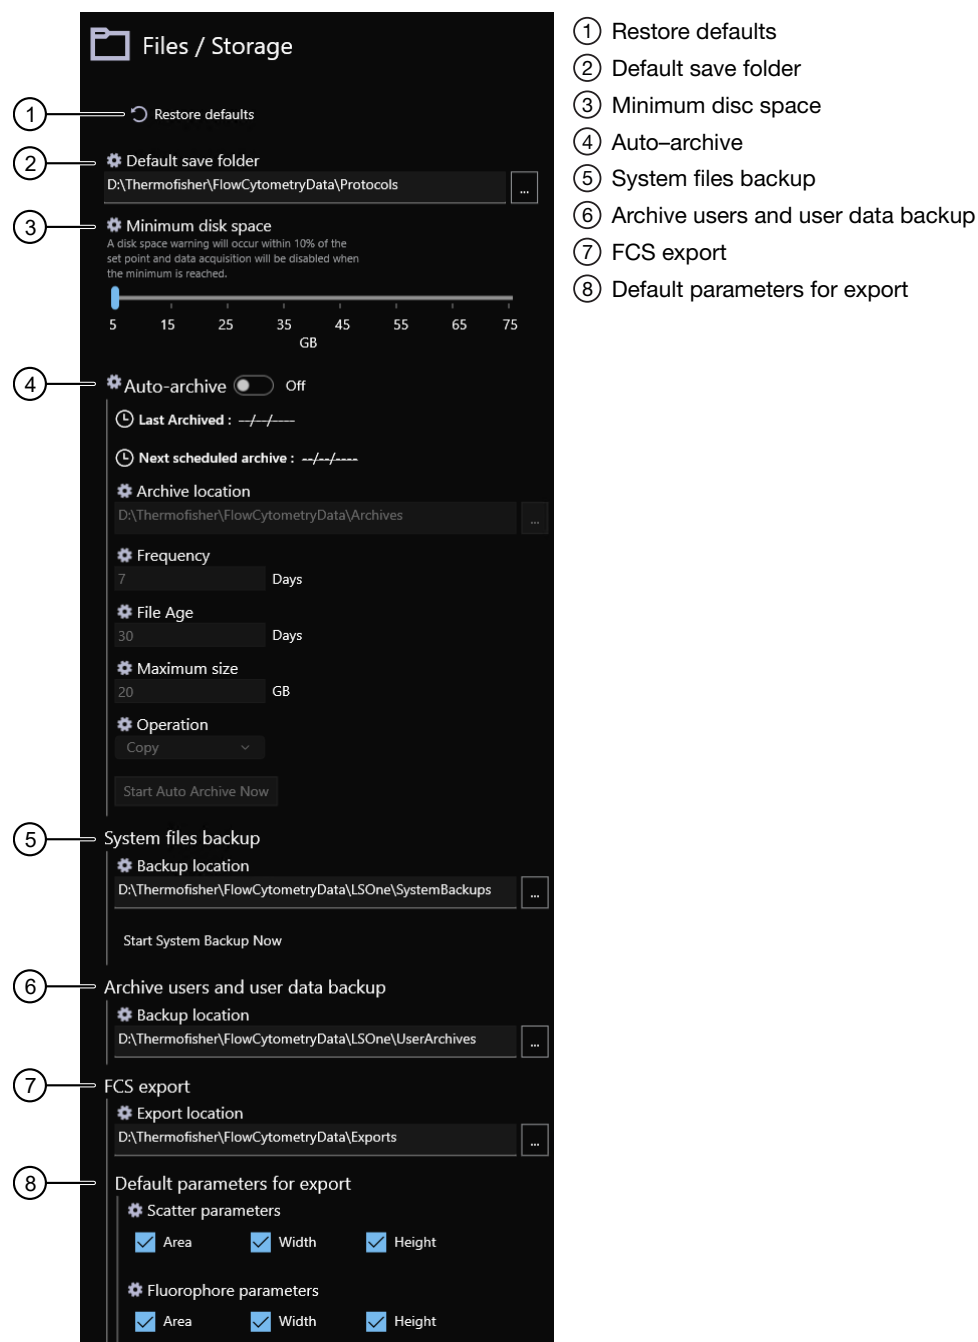 Files / Storage
1 Restore defaults
2 Default save folder
D:\Thermofisher\FlowCytometryData\Protocols ...
3 Minimum disk space
A disk space warning will occur within 10% of the
set point and data acquisition will be disabled when
the minimum is reached.
5 15 25 35 45 55 65 75
GB
4 Auto-archive Off
Last Archived : --/--/----
Next scheduled archive : --/--/----
Archive location
D:\Thermofisher\FlowCytometryData\Archives ...
Frequency
7 Days
File Age
30 Days
Maximum size
20 GB
Operation
Copy
Start Auto Archive Now
5 System files backup
Backup location
D:\Thermofisher\FlowCytometryData\LSOne\SystemBackups ...
Start System Backup Now
6 Archive users and user data backup
Backup location
D:\Thermofisher\FlowCytometryData\LSOne\UserArchives ...
7 FCS export
Export location
D:\Thermofisher\FlowCytometryData\Exports ...
8 Default parameters for export
Scatter parameters
Area Width Height
Fluorophore parameters
Area Width Height
1 Restore defaults
2 Default save folder
3 Minimum disc space
4 Auto–archive
5 System files backup
6 Archive users and user data backup
7 FCS export
8 Default parameters for export